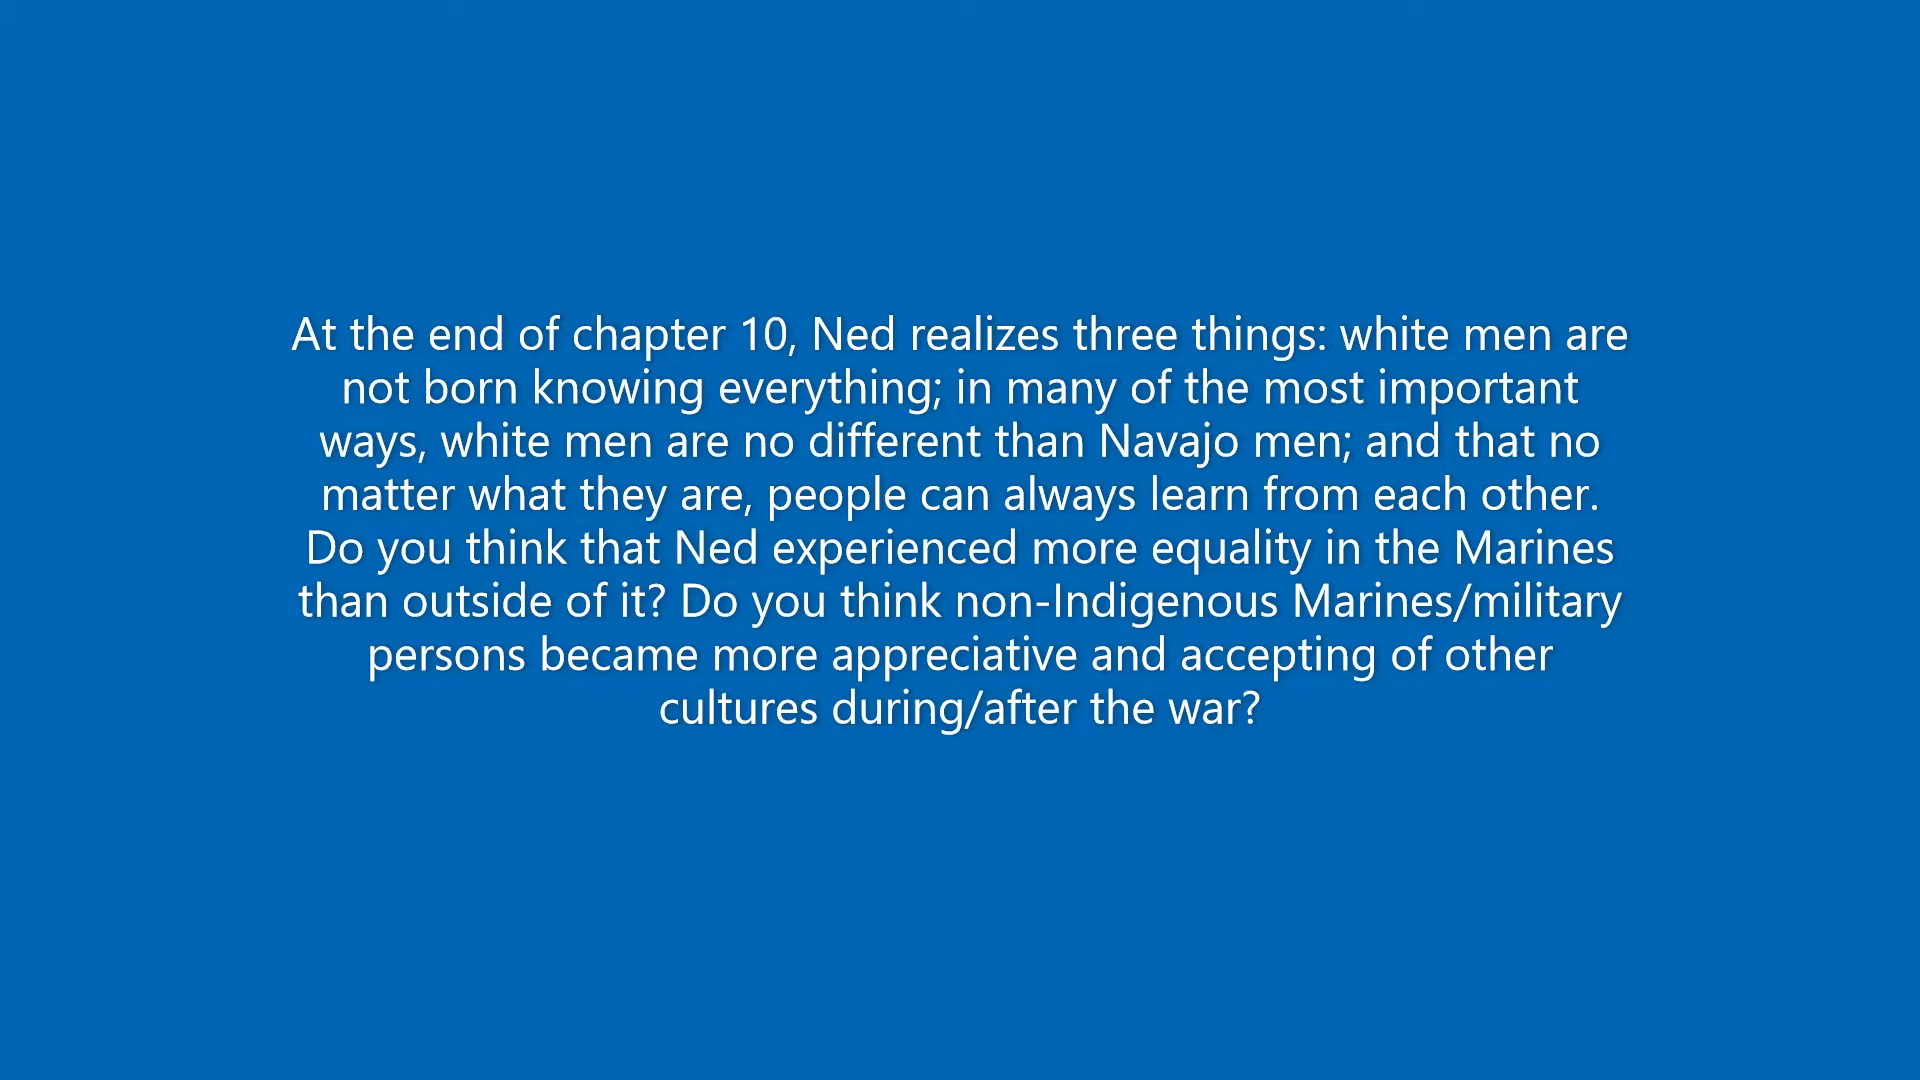 At the end of chapter 10, Ned realizes three things: white men are
not born knowing everything; in many of the most important
ways, white men are no different than Navajo men; and that no
matter what they are, people can always learn from each other.
Do you think that Ned experienced more equality in the Marines
than outside of it? Do you think non-Indigenous Marines/military
persons became more appreciative and accepting of other
cultures during/after the war?